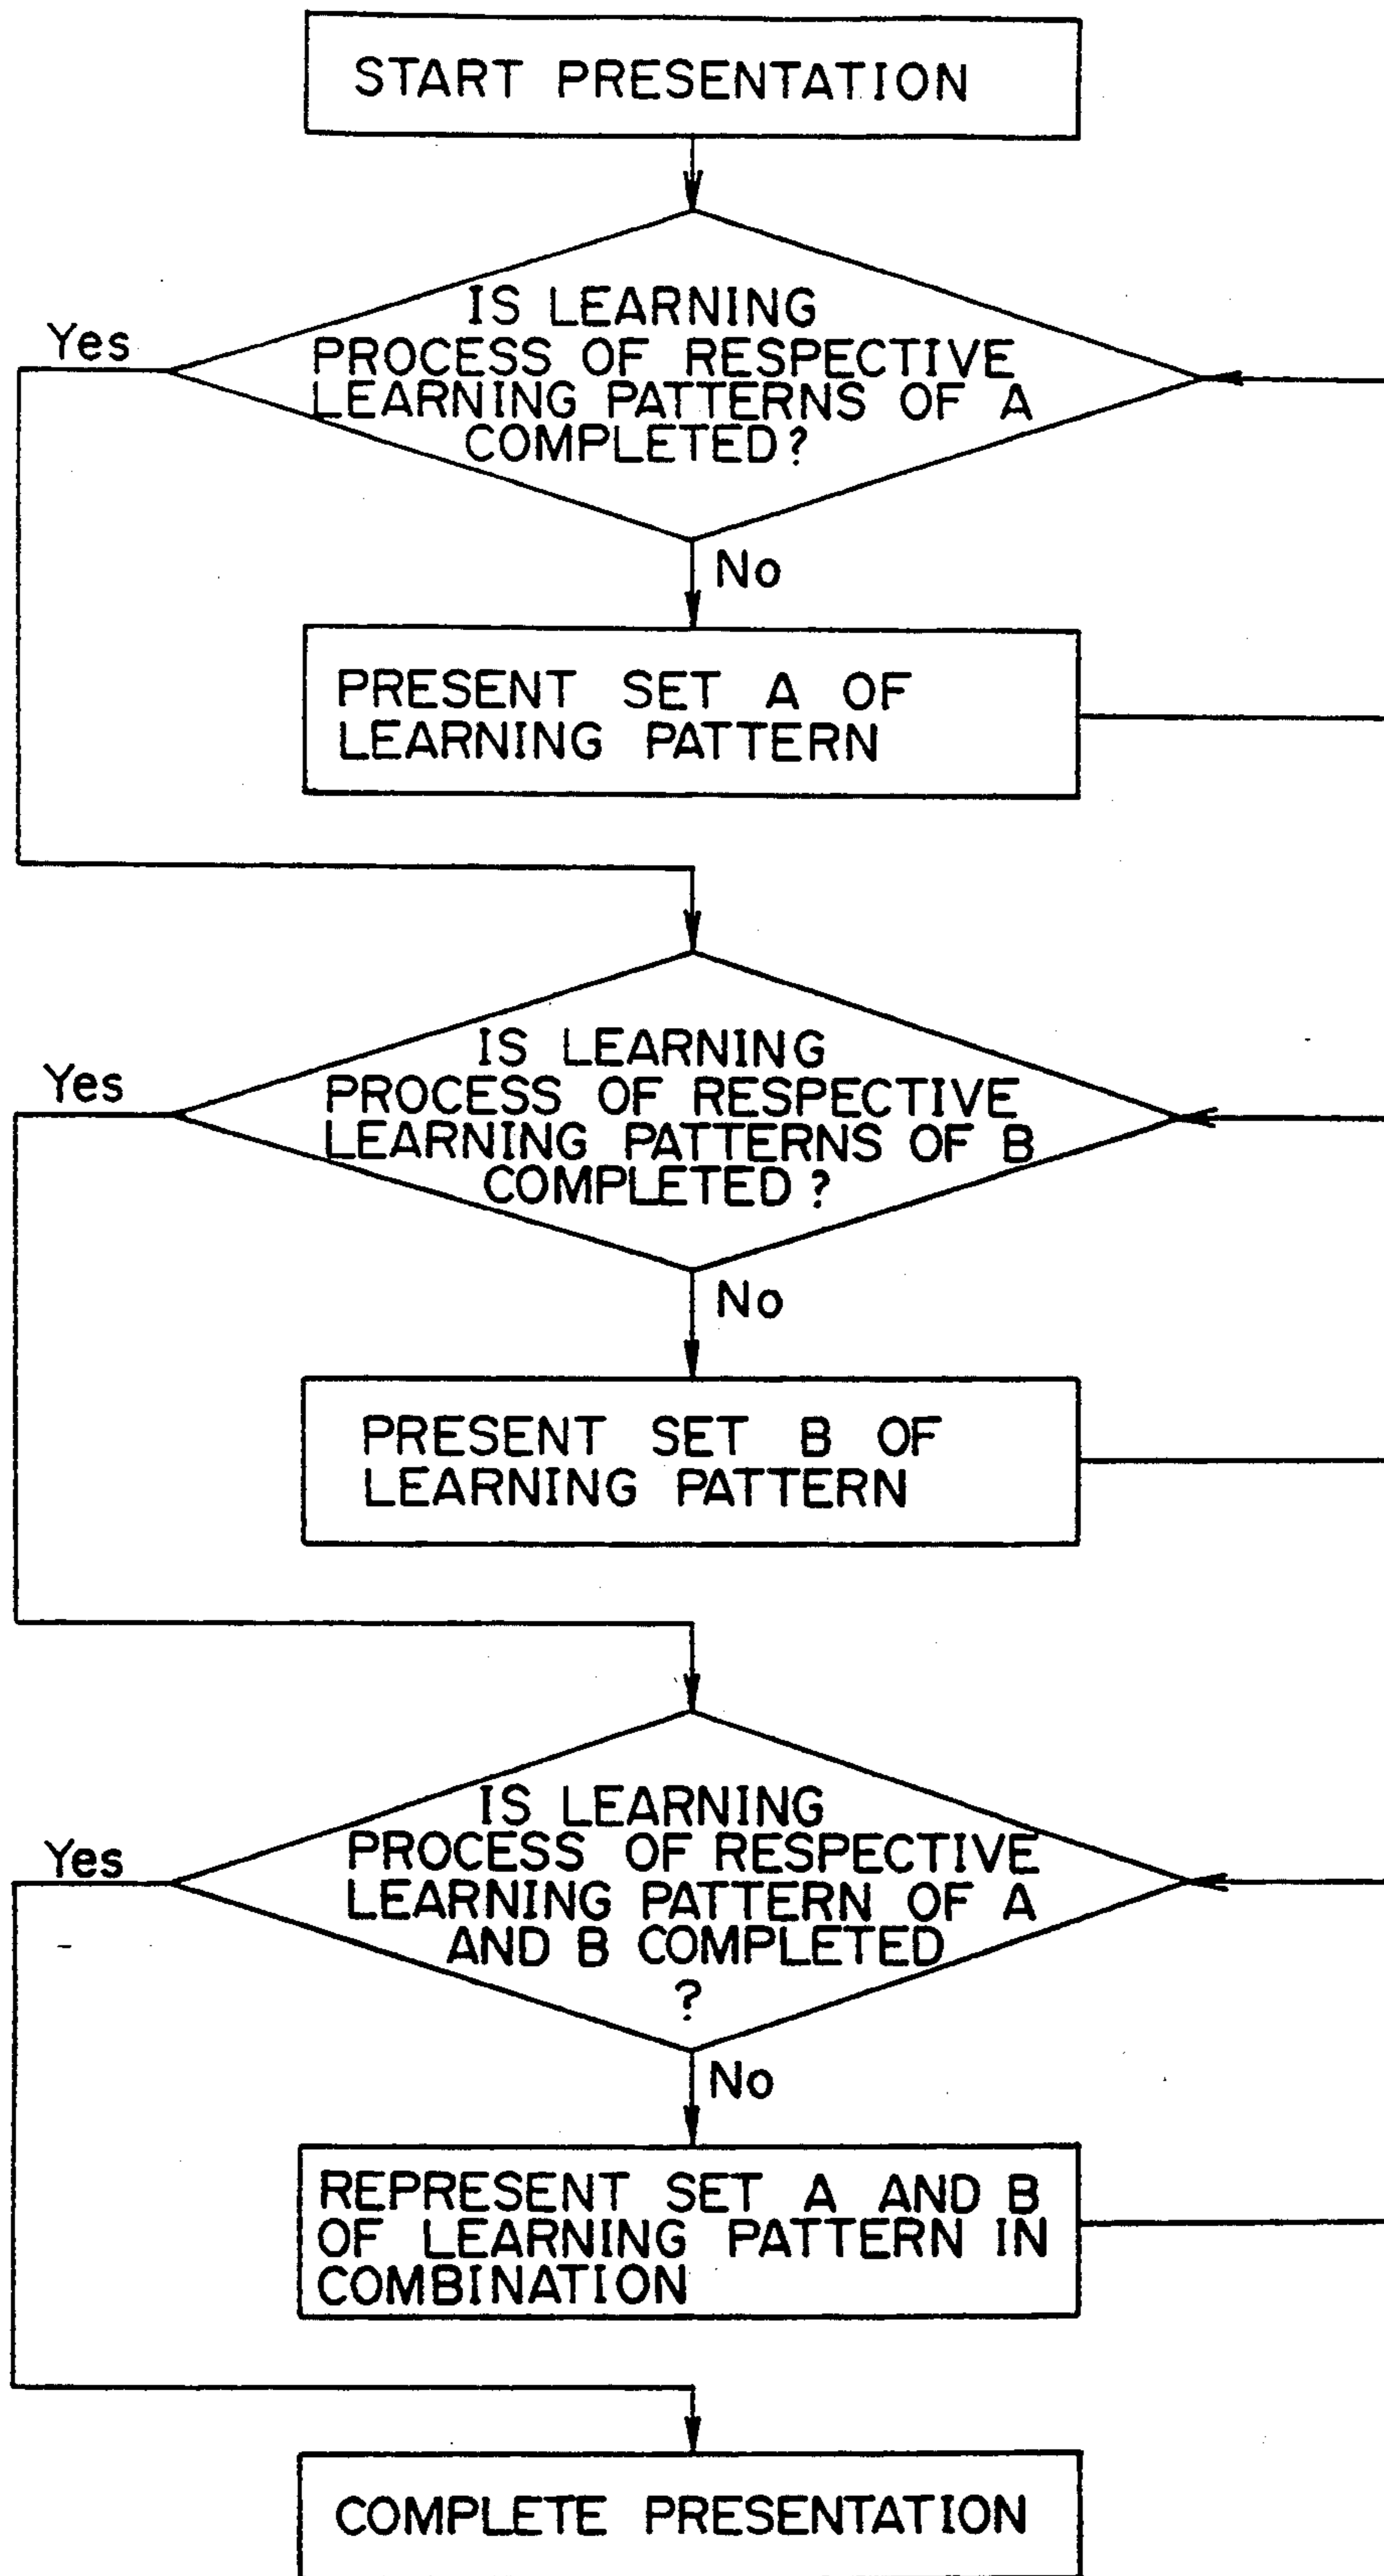 START PRESENTATION
IS LEARNING
PROCESS OF RESPECTIVE
LEARNING PATTERNS OF A
COMPLETED?
Yes
No
PRESENT SET A OF
LEARNING PATTERN
IS LEARNING
PROCESS OF RESPECTIVE
LEARNING PATTERNS OF B
COMPLETED?
Yes
No
PRESENT SET B OF
LEARNING PATTERN
IS LEARNING
PROCESS OF RESPECTIVE
LEARNING PATTERN OF A
AND B COMPLETED
?
Yes
No
REPRESENT SET A AND B
OF LEARNING PATTERN IN
COMBINATION
COMPLETE PRESENTATION